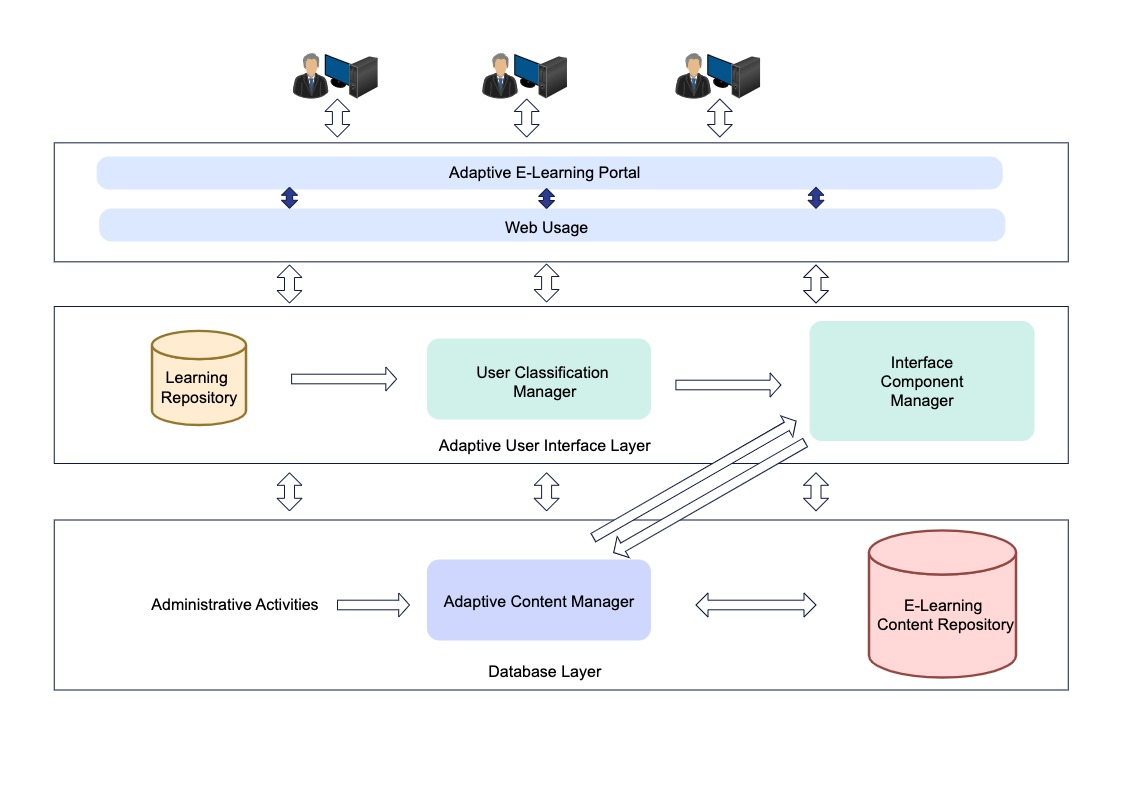 Adaptive E-Learning Portal
Web Usage
Learning
Repository
User Classification
Manager
Interface
Component
Manager
Adaptive User Interface Layer
Administrative Activities
Adaptive Content Manager
E-Learning
Content Repository
Database Layer